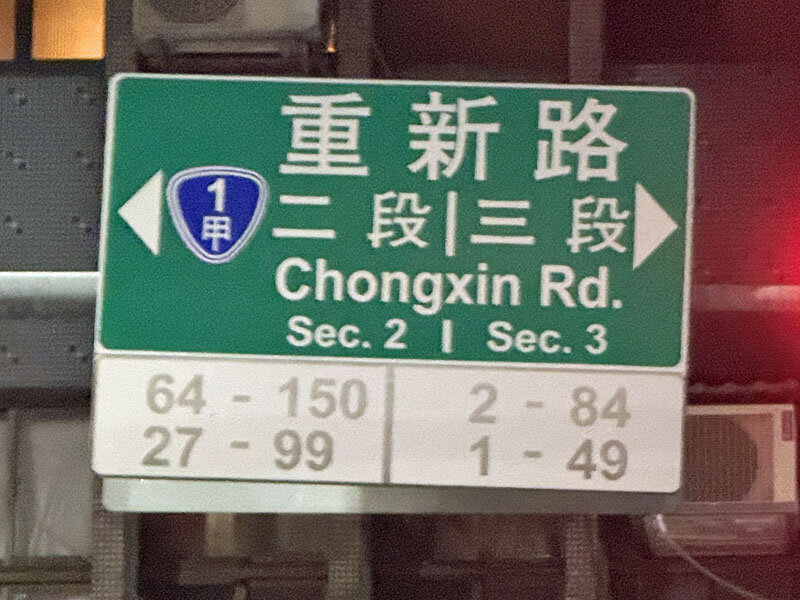 重新路
1
甲
二段|三段
Chongxin Rd.
Sec. 2 | Sec. 3
64 - 150 2 - 84
27 - 99 1 - 49